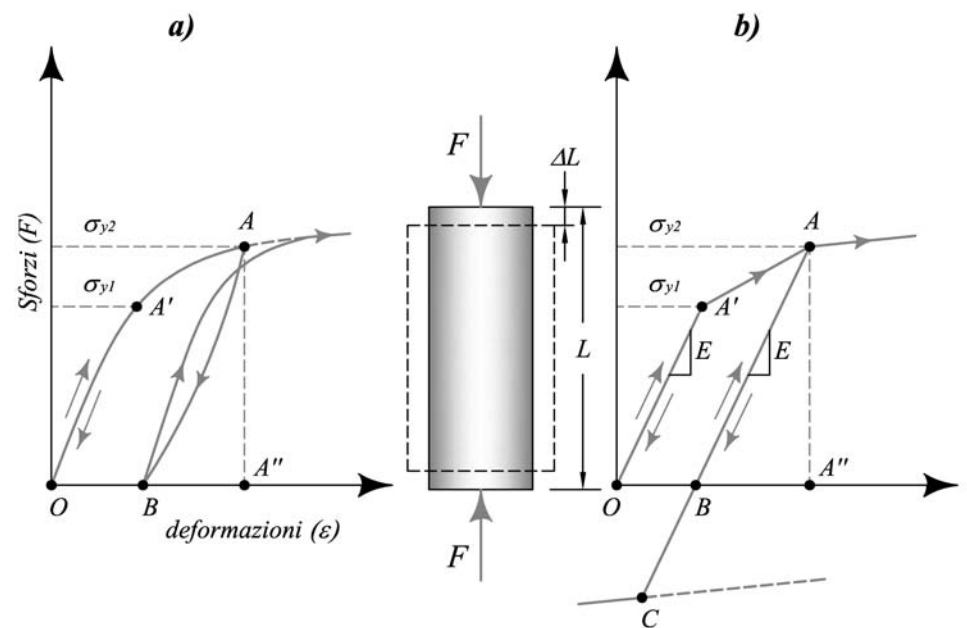 a)
b)
F
ΔL
Sforzi (F)
σy2
A
σy1
A'
L
O
B
A''
deformazioni (ε)
F
σy2
A
σy1
A'
E
E
O
B
A''
C